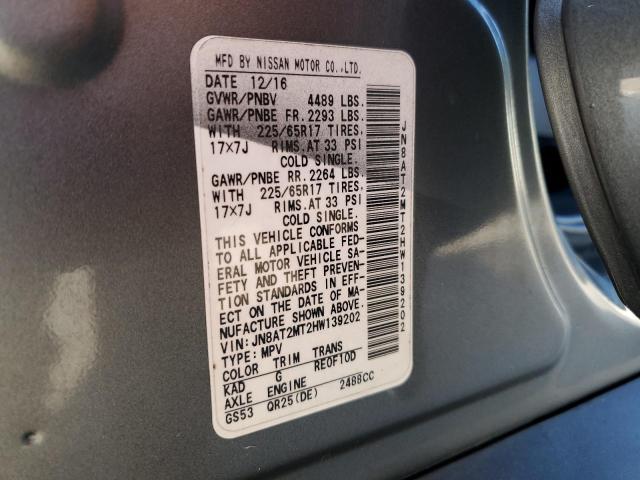 MFD BY NISSAN MOTOR CO.,LTD.
DATE 12/16
GVWR/PNBV 4489 LBS.
GAWR/PNBE FR. 2293 LBS.
WITH 225/65R17 TIRES,
17X7J RIMS.AT 33 PSI
COLD SINGLE.
GAWR/PNBE RR. 2264 LBS.
WITH 225/65R17 TIRES,
17X7J RIMS.AT 33 PSI
COLD SINGLE.
THIS VEHICLE CONFORMS
TO ALL APPLICABLE FED-
ERAL MOTOR VEHICLE SA-
FETY AND THEFT PREVEN-
TION STANDARDS IN EFF-
ECT ON THE DATE OF MA-
NUFACTURE SHOWN ABOVE.
VIN: JN8AT2MT2HW139202
TYPE: MPV
COLOR TRIM TRANS
KAD G RE0F10D
AXLE ENGINE
GS53 QR25(DE) 2488CC
JN8AT2MT2HW139202